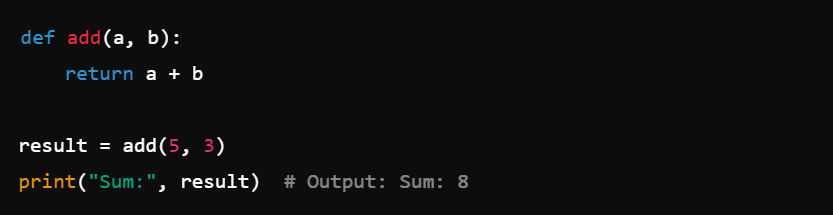 def add(a, b):
    return a + b
result = add(5, 3)
print("Sum:", result)  # Output: Sum: 8